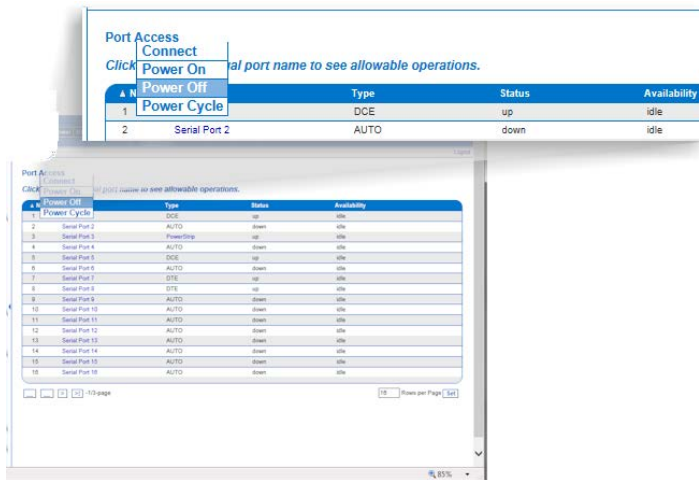 Port Access
Connect
Click al port name to see allowable operations.
Power On
Power Off
Power Cycle
▲ N Type Status Availability
1 DCE up idle
2 Serial Port 2 AUTO down idle
Logout
Port Access
Connect
Click port name to see allowable operations.
Power On
Power Off
Power Cycle
▲ N Type Status Availability
1 DCE up idle
2 Serial Port 2 AUTO down idle
3 Serial Port 3 PowerStrip up idle
4 Serial Port 4 AUTO down idle
5 Serial Port 5 DCE up idle
6 Serial Port 6 AUTO down idle
7 Serial Port 7 DTE up idle
8 Serial Port 8 DTE up idle
9 Serial Port 9 AUTO down idle
10 Serial Port 10 AUTO down idle
11 Serial Port 11 AUTO down idle
12 Serial Port 12 AUTO down idle
13 Serial Port 13 AUTO down idle
14 Serial Port 14 AUTO down idle
15 Serial Port 15 AUTO down idle
16 Serial Port 16 AUTO down idle
> >| -1/3-page 16 Rows per Page Set
85%